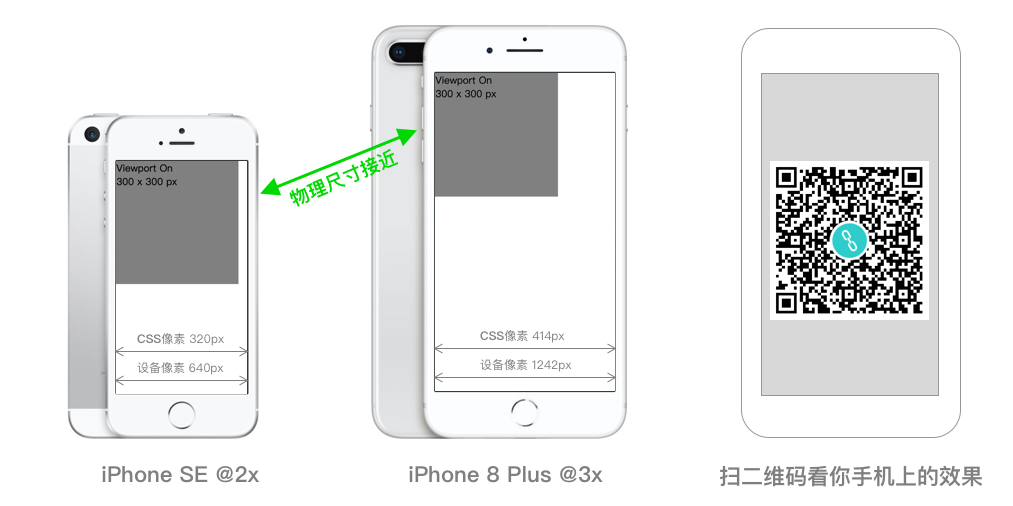 Viewport On
300 x 300 px
物理尺寸接近
Viewport On
300 x 300 px
CSS像素 320px
设备像素 640px
CSS像素 414px
设备像素 1242px
iPhone SE @2x
iPhone 8 Plus @3x
扫二维码看你手机上的效果